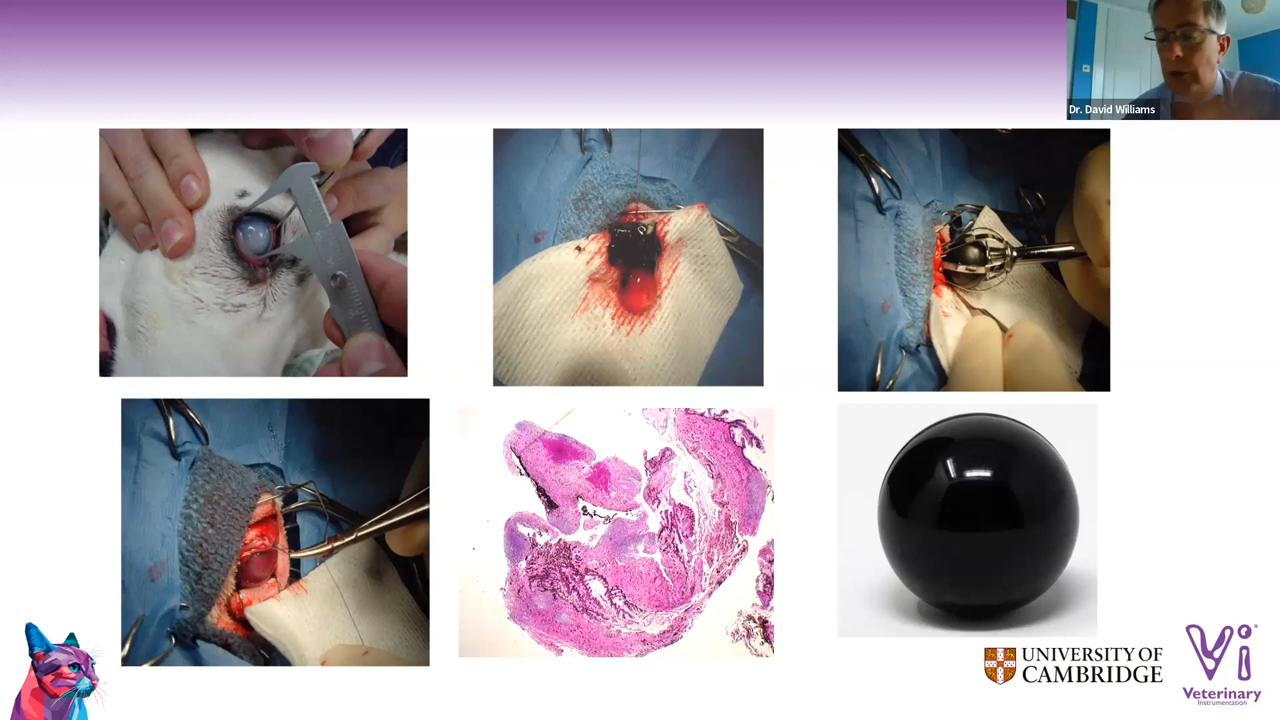 Dr. David Williams
UNIVERSITY OF
CAMBRIDGE
Vi®
Veterinary
Instrumentation